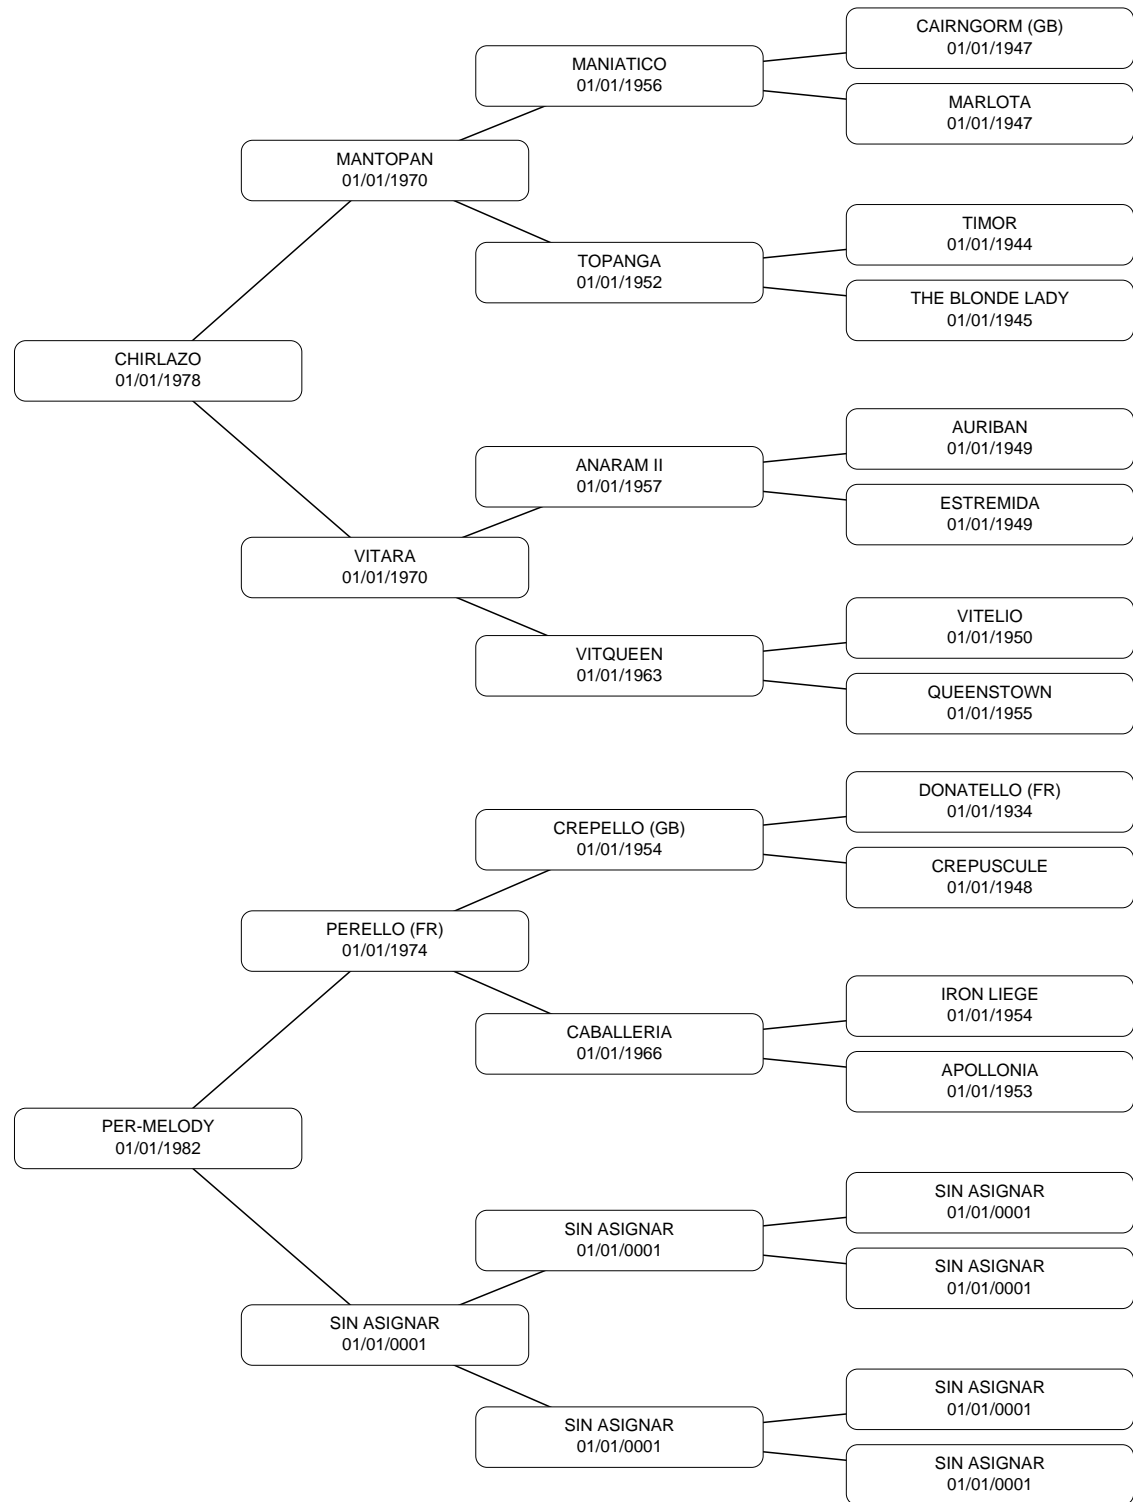 CAIRNGORM (GB)
01/01/1947
MANIATICO
01/01/1956
MARLOTA
01/01/1947
MANTOPAN
01/01/1970
TIMOR
01/01/1944
TOPANGA
01/01/1952
THE BLONDE LADY
01/01/1945
CHIRLAZO
01/01/1978
AURIBAN
01/01/1949
ANARAM II
01/01/1957
ESTREMIDA
01/01/1949
VITARA
01/01/1970
VITELIO
01/01/1950
VITQUEEN
01/01/1963
QUEENSTOWN
01/01/1955
DONATELLO (FR)
01/01/1934
CREPELLO (GB)
01/01/1954
CREPUSCULE
01/01/1948
PERELLO (FR)
01/01/1974
IRON LIEGE
01/01/1954
CABALLERIA
01/01/1966
APOLLONIA
01/01/1953
PER-MELODY
01/01/1982
SIN ASIGNAR
01/01/0001
SIN ASIGNAR
01/01/0001
SIN ASIGNAR
01/01/0001
SIN ASIGNAR
01/01/0001
SIN ASIGNAR
01/01/0001
SIN ASIGNAR
01/01/0001
SIN ASIGNAR
01/01/0001